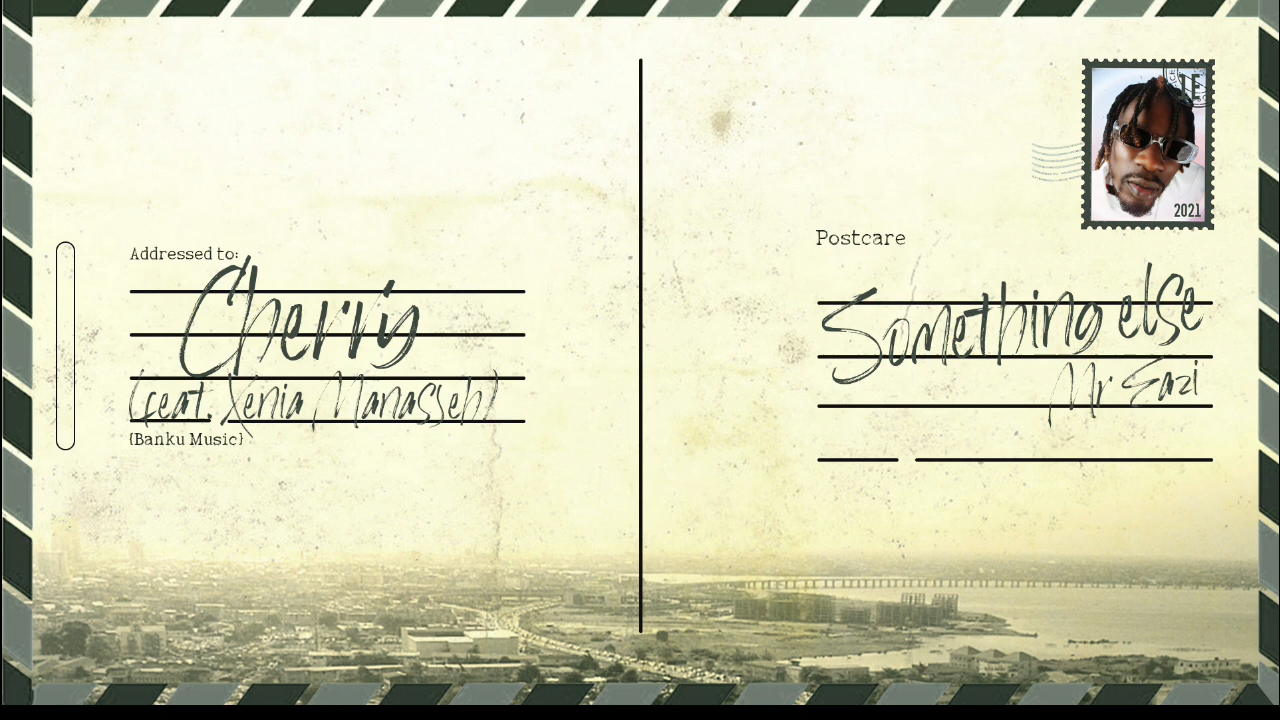 Addressed to:
Cherry
(feat. Xenia Manasseh)
{Banku Music}
2021
Postcare
Something else
Mr Eazi